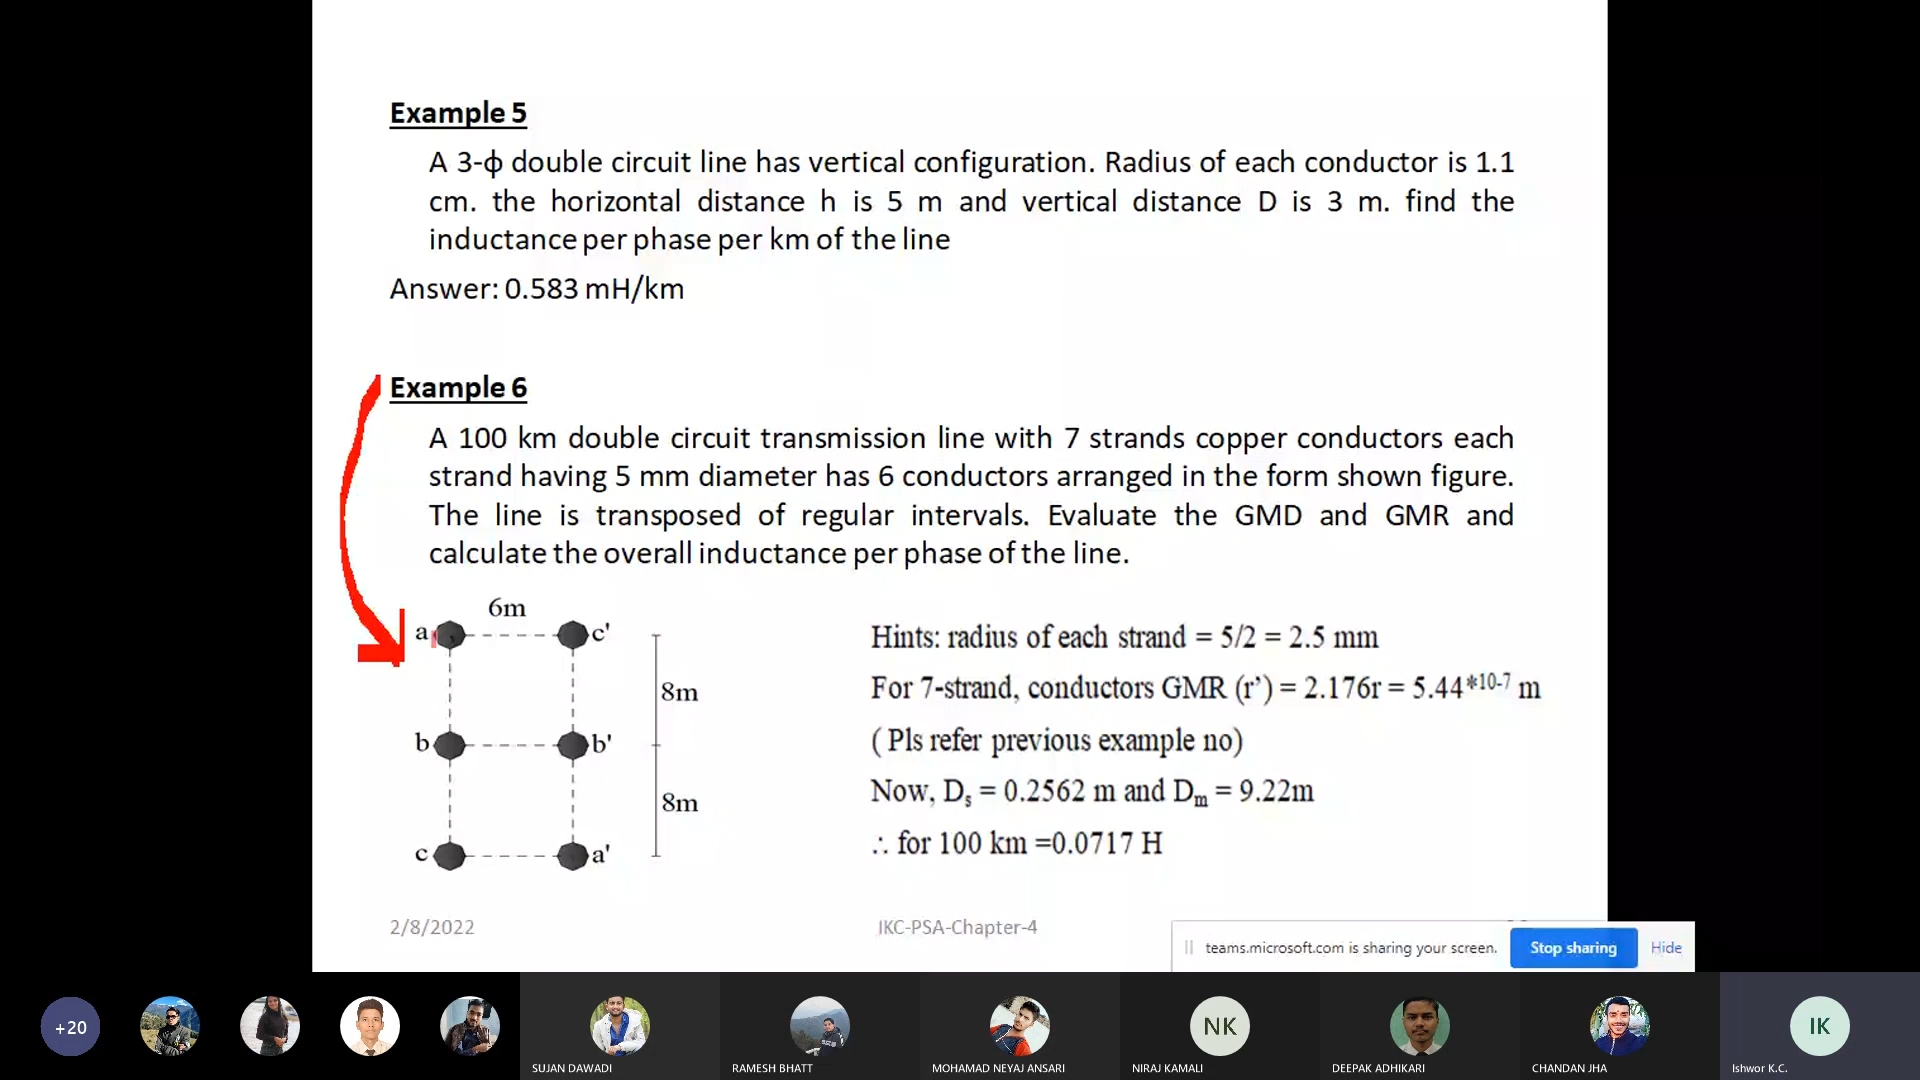 Example 5
A 3-ϕ double circuit line has vertical configuration. Radius of each conductor is 1.1
cm. the horizontal distance h is 5 m and vertical distance D is 3 m. find the
inductance per phase per km of the line
Answer: 0.583 mH/km
Example 6
A 100 km double circuit transmission line with 7 strands copper conductors each
strand having 5 mm diameter has 6 conductors arranged in the form shown figure.
The line is transposed of regular intervals. Evaluate the GMD and GMR and
calculate the overall inductance per phase of the line.
6m
a
c'
8m
b
b'
8m
c
a'
Hints: radius of each strand = 5/2 = 2.5 mm
For 7-strand, conductors GMR (r’) = 2.176r = 5.44*10-7 m
( Pls refer previous example no)
Now, Ds = 0.2562 m and Dm = 9.22m
∴ for 100 km =0.0717 H
2/8/2022
IKC-PSA-Chapter-4
teams.microsoft.com is sharing your screen.
Stop sharing
Hide
+20
NK
IK
SUJAN DAWADI
RAMESH BHATT
MOHAMAD NEYAJ ANSARI
NIRAJ KAMALI
DEEPAK ADHIKARI
CHANDAN JHA
Ishwor K.C.